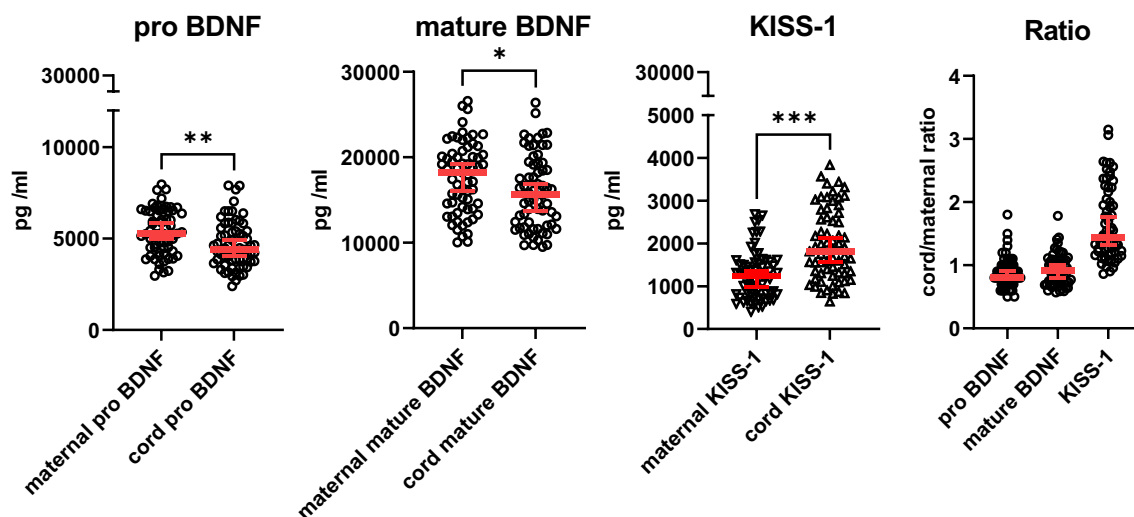 pro BDNF
pg /ml
30000
10000
5000
0
**
maternal pro BDNF
cord pro BDNF
mature BDNF
pg /ml
30000
20000
10000
0
*
maternal mature BDNF
cord mature BDNF
KISS-1
pg /ml
30000
5000
4000
3000
2000
1000
0
***
maternal KISS-1
cord KISS-1
Ratio
cord/maternal ratio
4
3
2
1
0
pro BDNF
mature BDNF
KISS-1